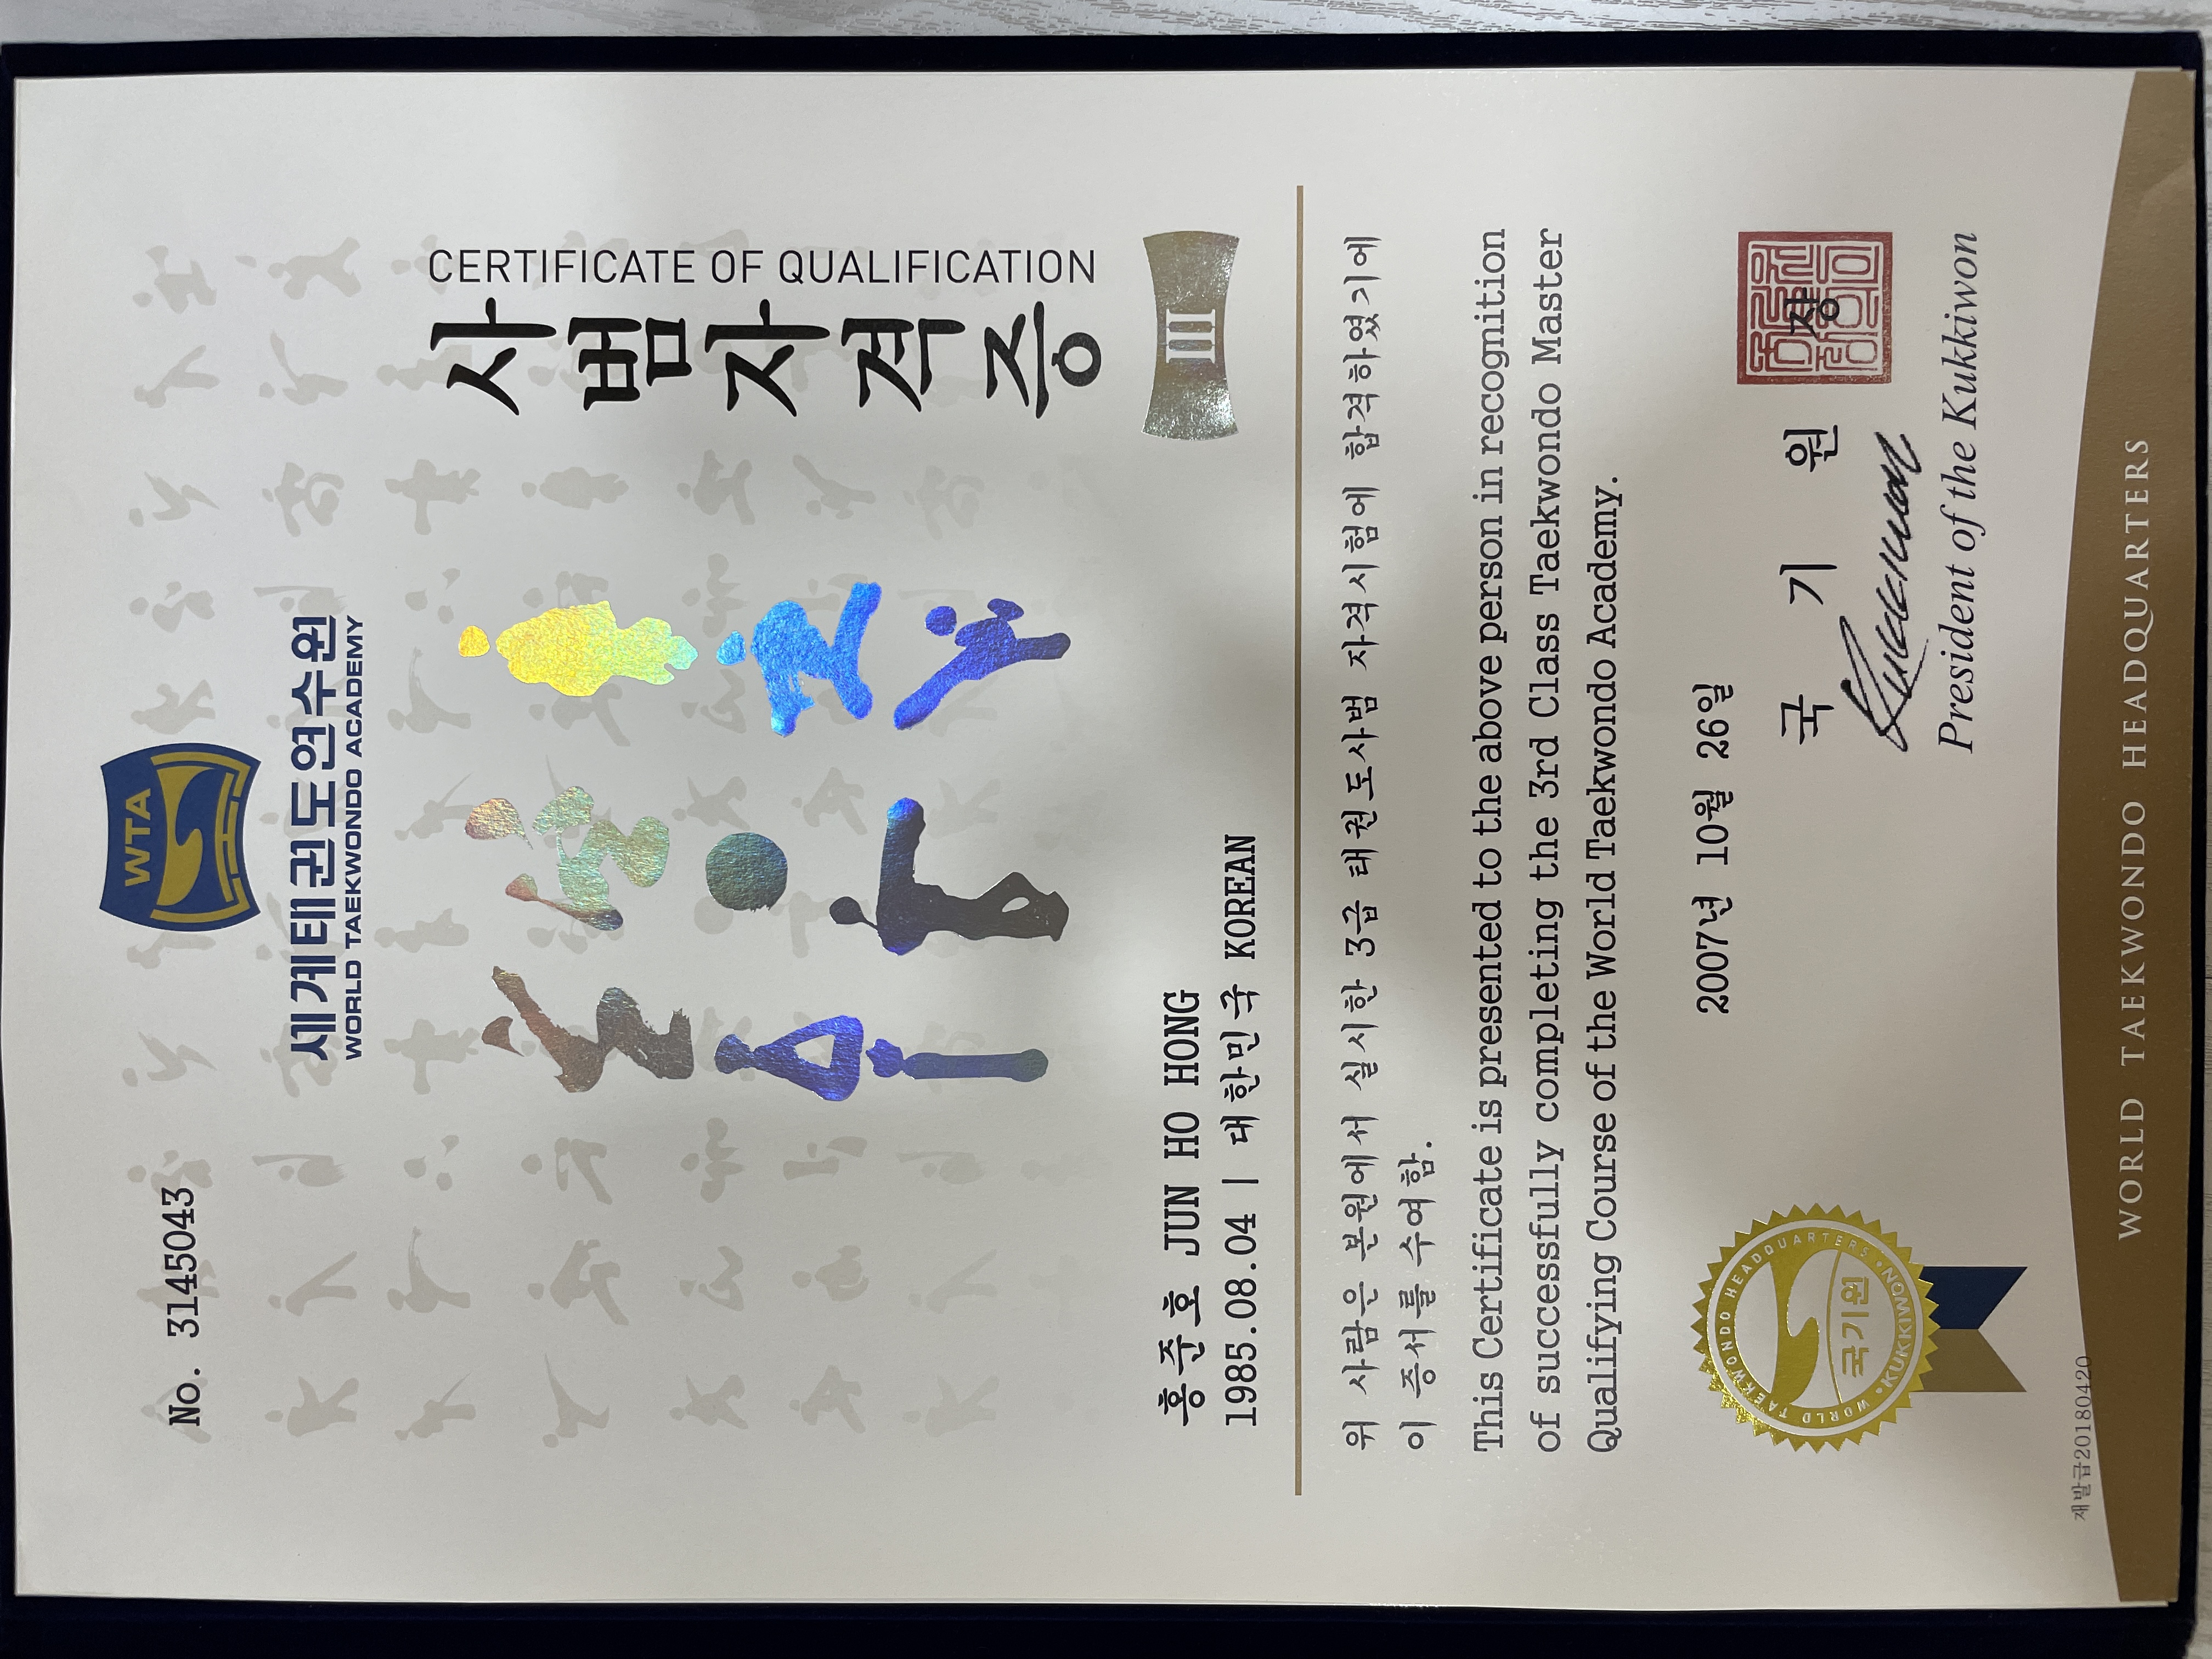 No. 3145043
WTA
세계태권도연수원
WORLD TAEKWONDO ACADEMY
CERTIFICATE OF QUALIFICATION
사범자격증
III
홍준호 JUN HO HONG
1985.08.04 | 대한민국 KOREAN
위 사람은 본원에서 실시한 3급 태권도사범 자격시험에 합격하였기에
이 증서를 수여함.
This Certificate is presented to the above person in recognition
of successfully completing the 3rd Class Taekwondo Master
Qualifying Course of the World Taekwondo Academy.
2007년 10월 26일
국 기 원 장
President of the Kukkiwon
WORLD TAEKWONDO HEADQUARTERS • KUKKIWON •
국기원
재발급20180420
WORLD TAEKWONDO HEADQUARTERS